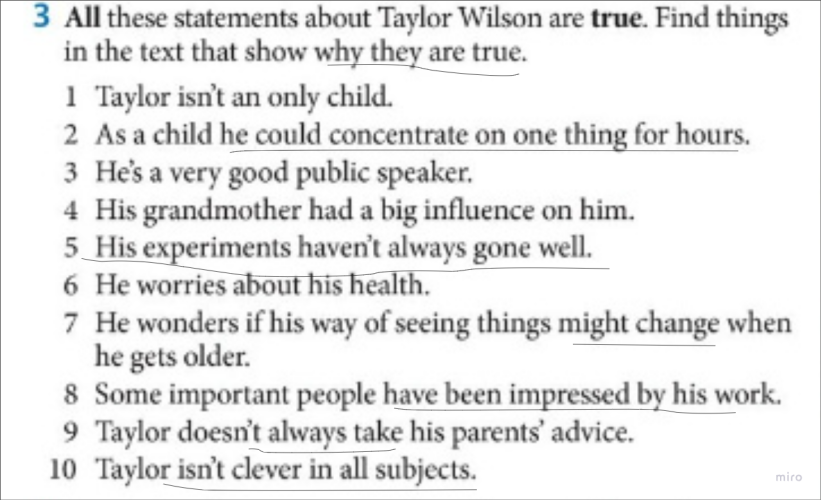 3 All these statements about Taylor Wilson are true. Find things
in the text that show why they are true.
1 Taylor isn't an only child.
2 As a child he could concentrate on one thing for hours.
3 He's a very good public speaker.
4 His grandmother had a big influence on him.
5 His experiments haven't always gone well.
6 He worries about his health.
7 He wonders if his way of seeing things might change when
he gets older.
8 Some important people have been impressed by his work.
9 Taylor doesn't always take his parents' advice.
10 Taylor isn't clever in all subjects.
miro